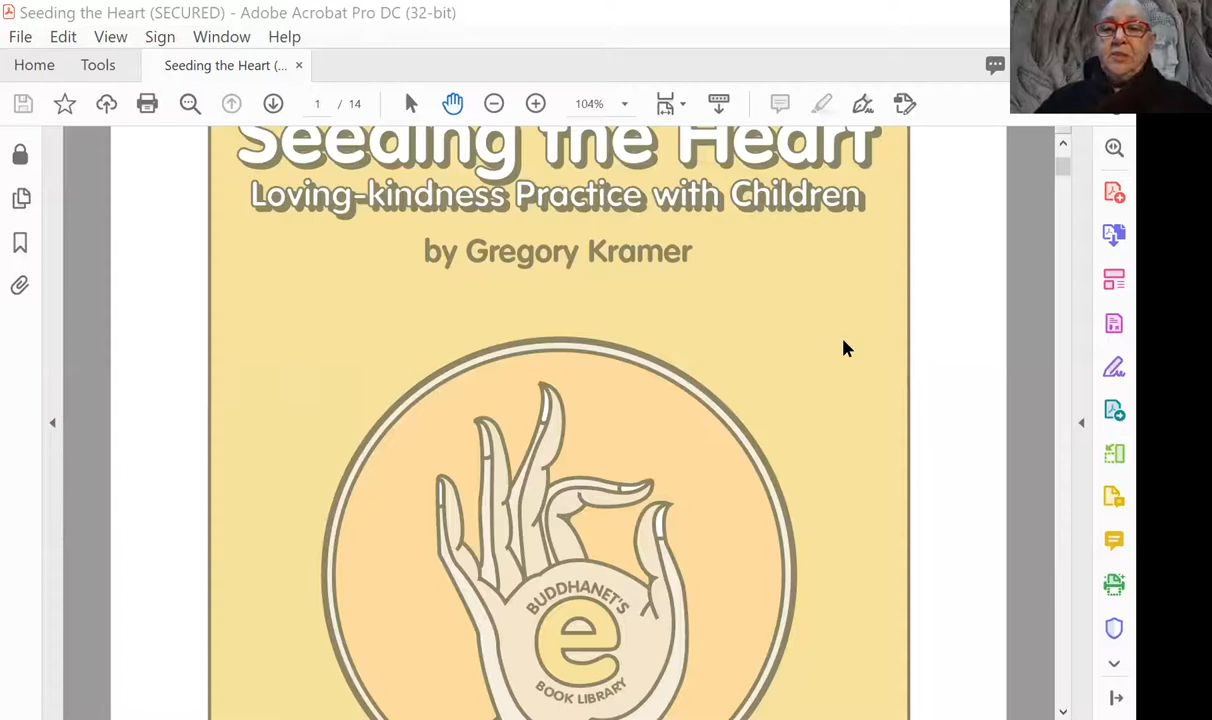 Seeding the Heart (SECURED) - Adobe Acrobat Pro DC (32-bit)
File Edit View Sign Window Help
Home Tools Seeding the Heart (... ×
1 / 14 104%
Seeding the Heart
Loving-kindness Practice with Children
by Gregory Kramer
BUDDHANET'S
e
BOOK LIBRARY